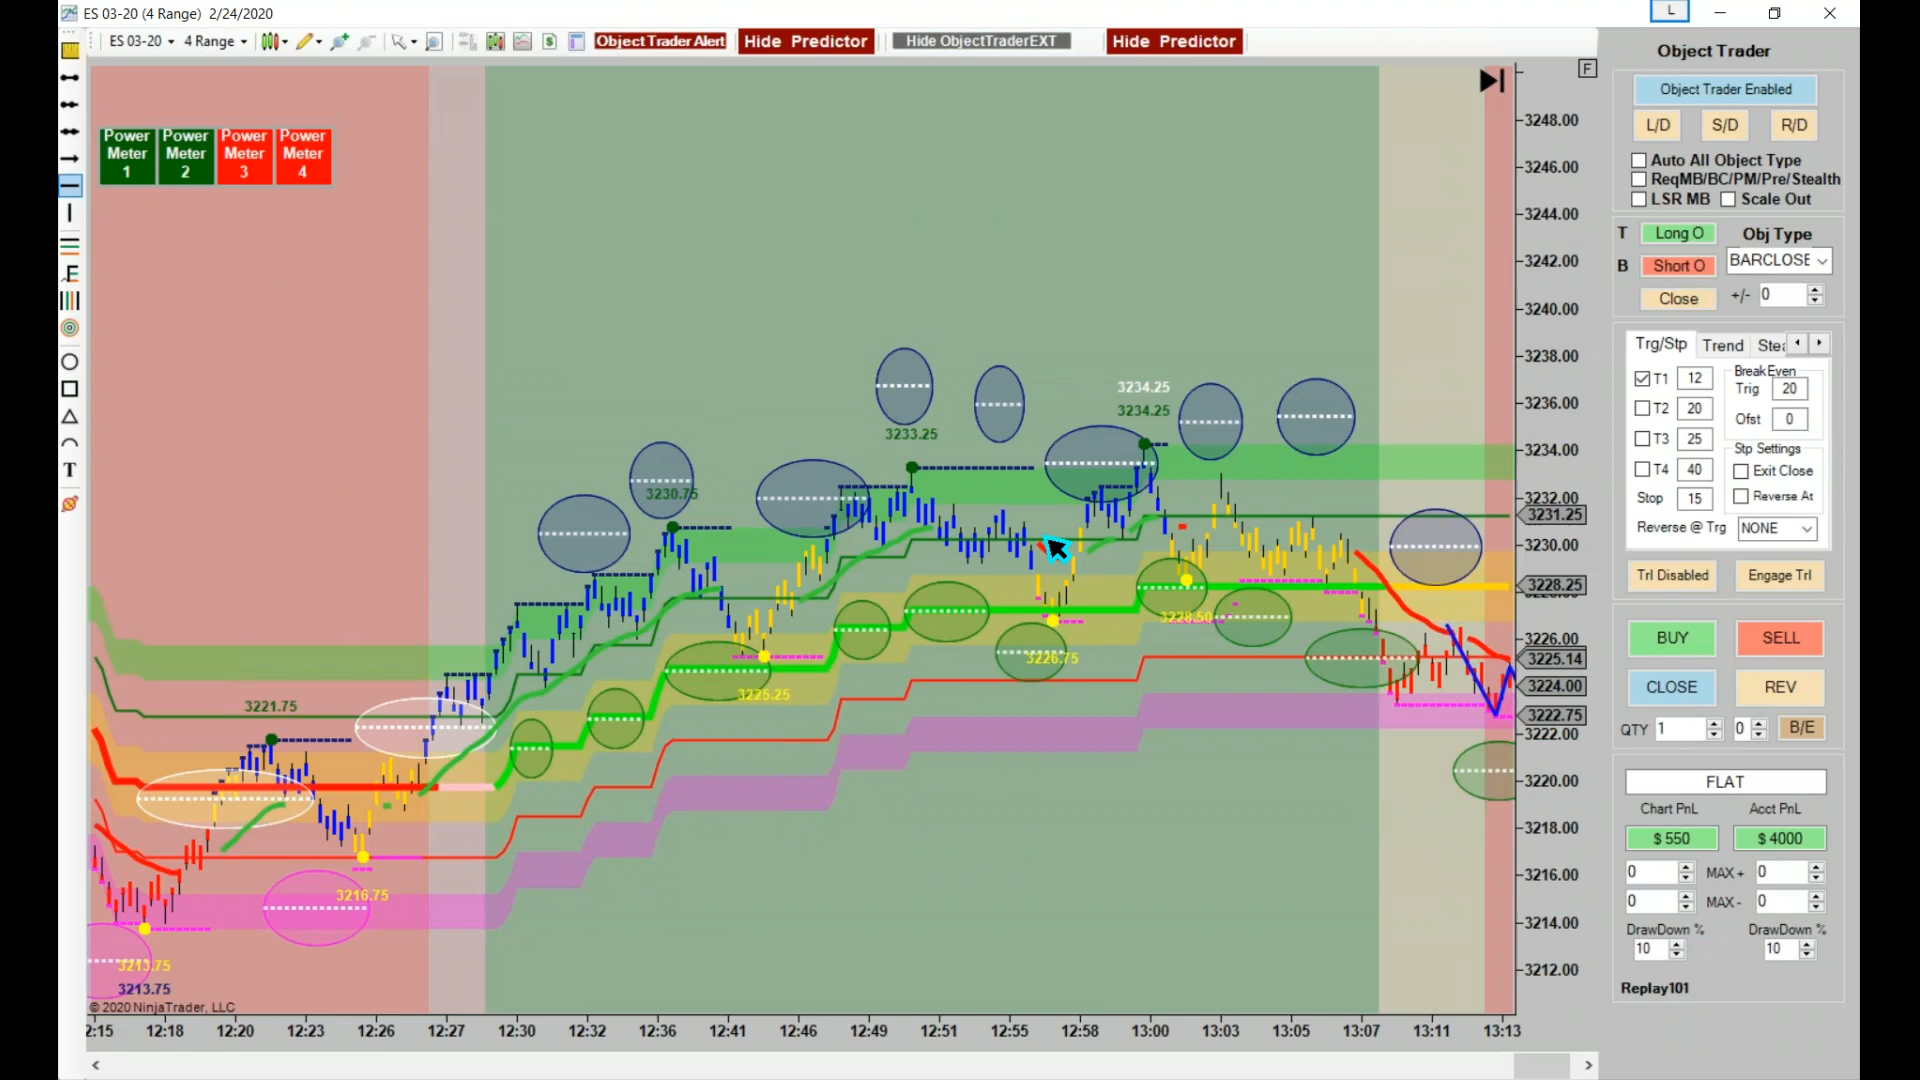 ES 03-20 (4 Range) 2/24/2020
L
ES 03-20
4 Range
Object Trader Alert
Hide Predictor
Hide ObjectTraderEXT
Hide Predictor
F
Power Meter 1
Power Meter 2
Power Meter 3
Power Meter 4
3221.75
3213.75
3213.75
3216.75
3230.75
3225.25
3233.25
3226.75
3234.25
3234.25
3228.50
3248.00
3246.00
3244.00
3242.00
3240.00
3238.00
3236.00
3234.00
3232.00
3231.25
3230.00
3228.25
3226.00
3225.14
3224.00
3222.75
3222.00
3220.00
3218.00
3216.00
3214.00
3212.00
© 2020 NinjaTrader, LLC
2:15 12:18 12:20 12:23 12:26 12:27 12:30 12:32 12:36 12:41 12:46 12:49 12:51 12:55 12:58 13:00 13:03 13:05 13:07 13:11 13:13
Object Trader
Object Trader Enabled
L/D S/D R/D
Auto All Object Type
ReqMB/BC/PM/Pre/Stealth
LSR MB Scale Out
T Long O Obj Type
B Short O BARCLOSE
Close +/- 0
Trg/Stp Trend Stea
T1 12
T2 20
T3 25
T4 40
Stop 15
BreakEven
Trig 20
Ofst 0
Stp Settings
Exit Close
Reverse At
Reverse @ Trg NONE
Trl Disabled Engage Trl
BUY SELL
CLOSE REV
QTY 1 0 B/E
FLAT
Chart PnL Acct PnL
$ 550 $ 4000
0 MAX + 0
0 MAX - 0
DrawDown % DrawDown %
10 10
Replay101